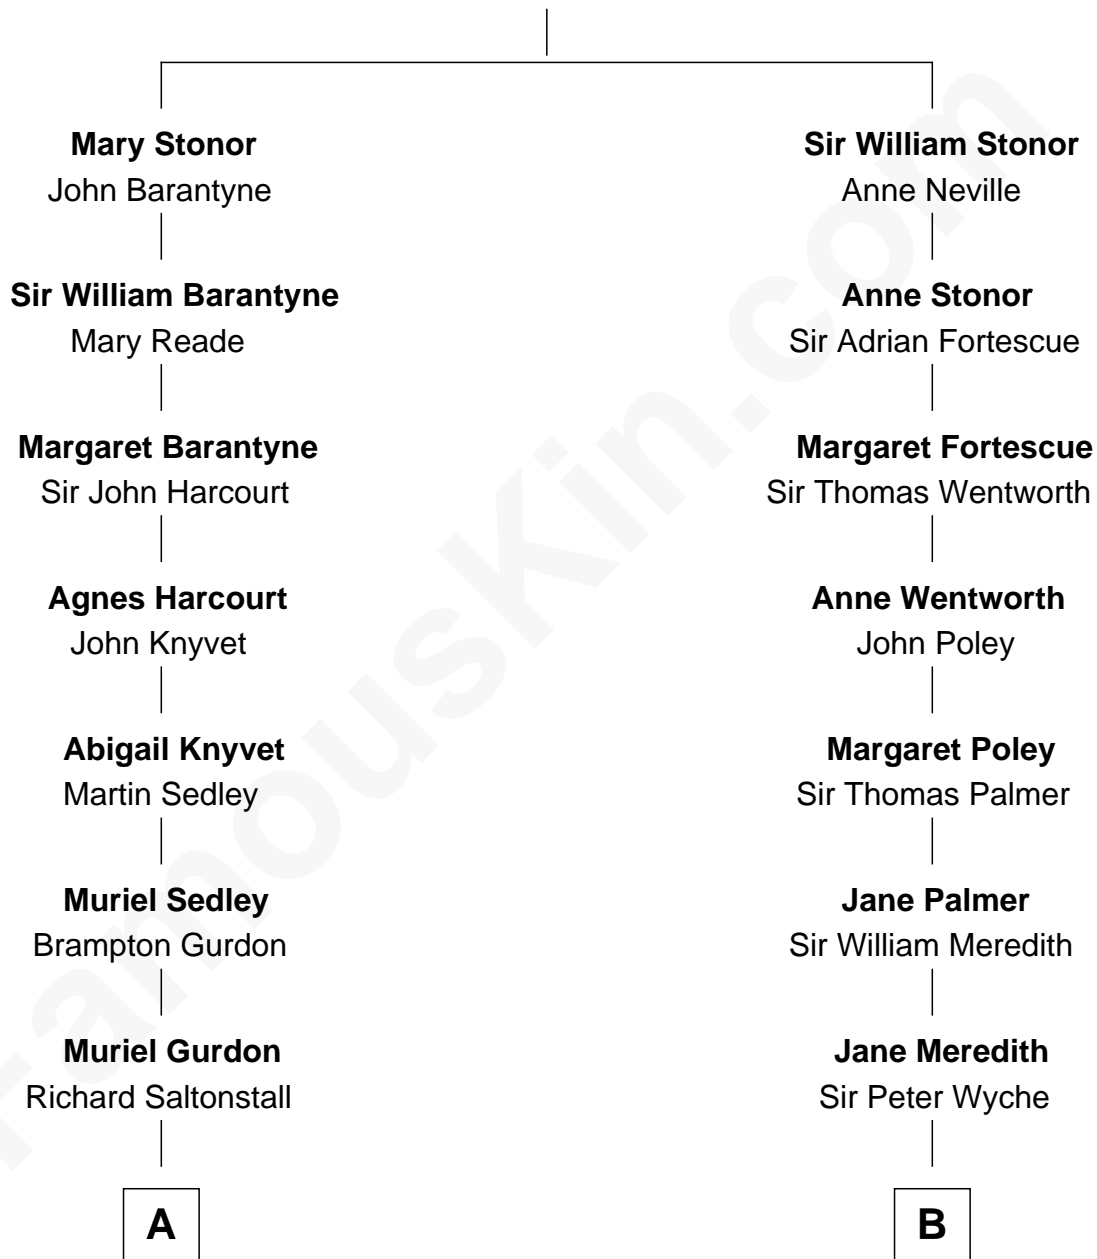 Mary Stonor
John Barantyne
Sir William Barantyne
Mary Reade
Margaret Barantyne
Sir John Harcourt
Agnes Harcourt
John Knyvet
Abigail Knyvet
Martin Sedley
Muriel Sedley
Brampton Gurdon
Muriel Gurdon
Richard Saltonstall
A
Sir William Stonor
Anne Neville
Anne Stonor
Sir Adrian Fortescue
Margaret Fortescue
Sir Thomas Wentworth
Anne Wentworth
John Poley
Margaret Poley
Sir Thomas Palmer
Jane Palmer
Sir William Meredith
Jane Meredith
Sir Peter Wyche
B
FamousKin.com